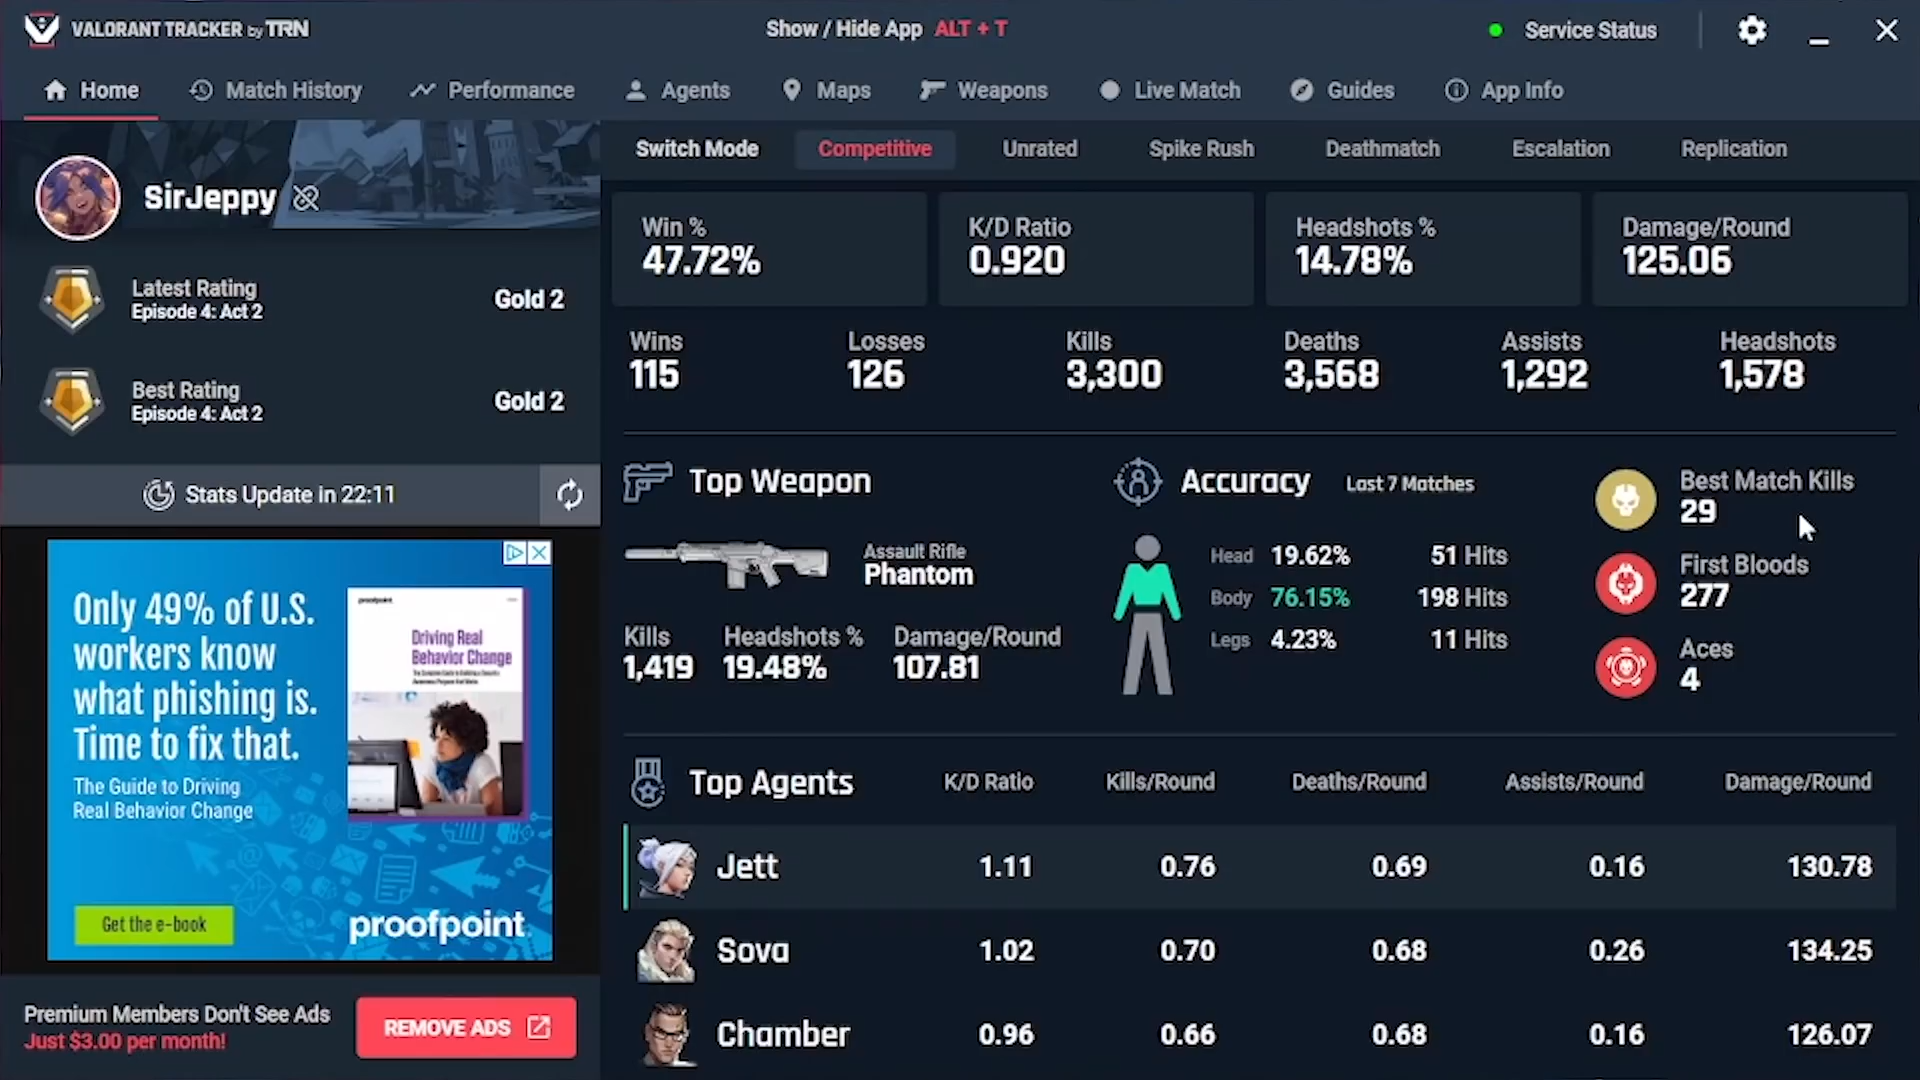 VALORANT TRACKER by TRN
Show / Hide App ALT + T
Service Status
Home
Match History
Performance
Agents
Maps
Weapons
Live Match
Guides
App Info
SirJeppy
Latest Rating
Episode 4: Act 2
Gold 2
Best Rating
Episode 4: Act 2
Gold 2
Stats Update in 22:11
Only 49% of U.S.
workers know
what phishing is.
Time to fix that.
The Guide to Driving
Real Behavior Change
Get the e-book
proofpoint
Driving Real
Behavior Change
proofpoint
Premium Members Don't See Ads
Just $3.00 per month!
REMOVE ADS
Switch Mode
Competitive
Unrated
Spike Rush
Deathmatch
Escalation
Replication
Win %
47.72%
K/D Ratio
0.920
Headshots %
14.78%
Damage/Round
125.06
Wins
115
Losses
126
Kills
3,300
Deaths
3,568
Assists
1,292
Headshots
1,578
Top Weapon
Assault Rifle
Phantom
Kills
1,419
Headshots %
19.48%
Damage/Round
107.81
Accuracy
Last 7 Matches
Head 19.62% 51 Hits
Body 76.15% 198 Hits
Legs 4.23% 11 Hits
Best Match Kills
29
First Bloods
277
Aces
4
Top Agents K/D Ratio Kills/Round Deaths/Round Assists/Round Damage/Round
Jett 1.11 0.76 0.69 0.16 130.78
Sova 1.02 0.70 0.68 0.26 134.25
Chamber 0.96 0.66 0.68 0.16 126.07